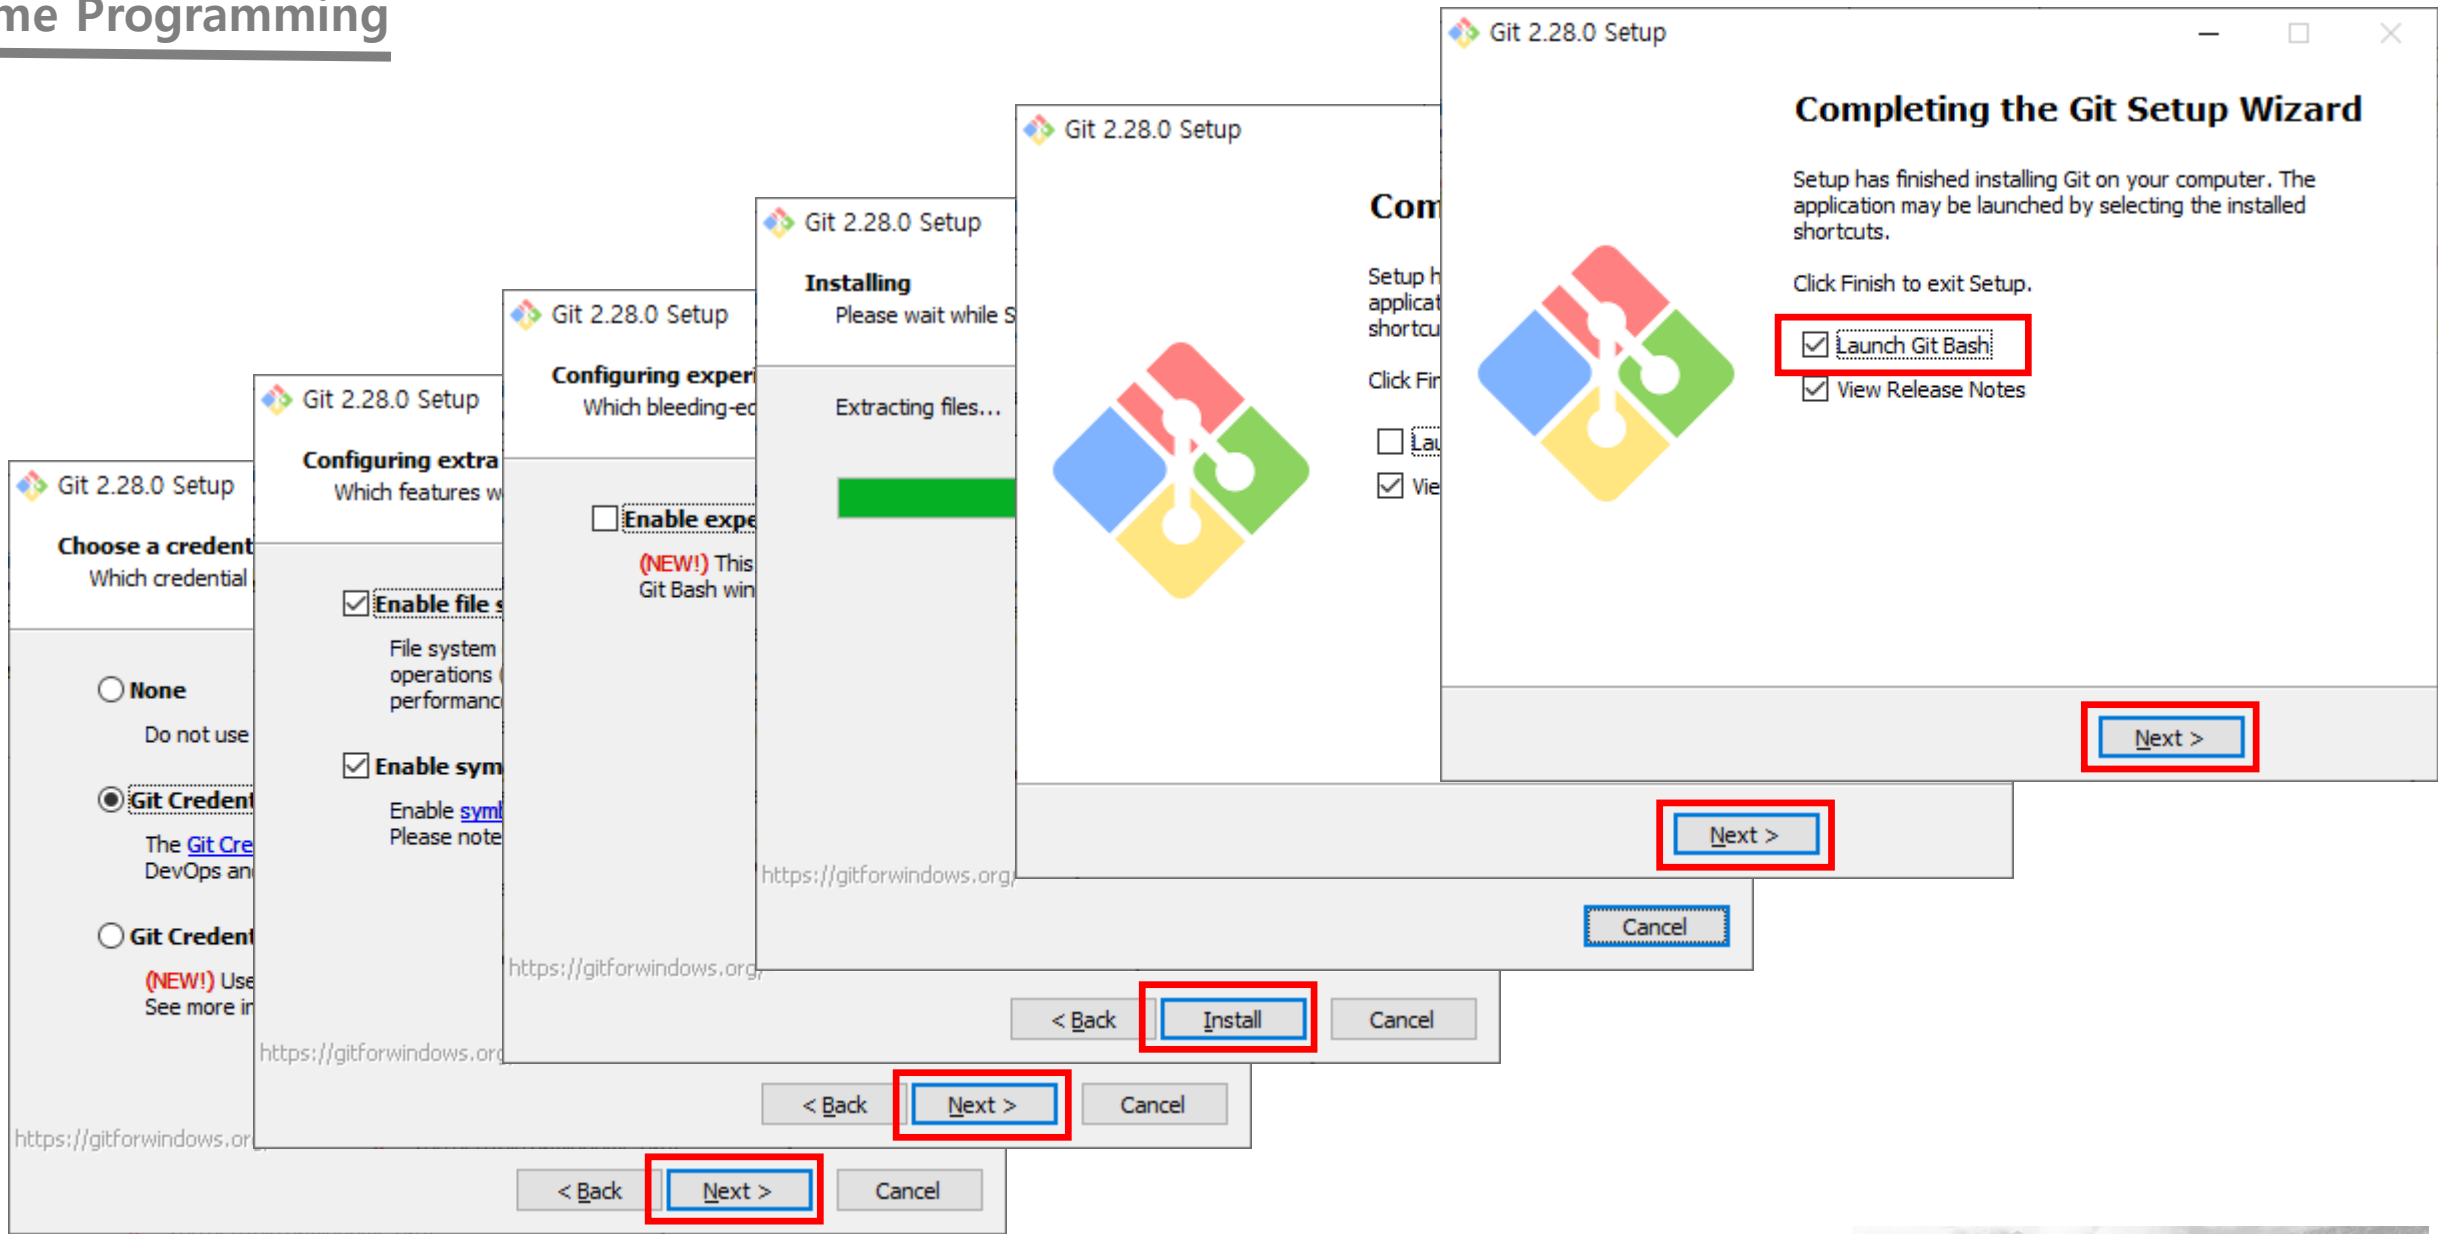 me Programming
Git 2.28.0 Setup
Choose a credent
Which credential
None
Do not use
Git Credent
The Git Cre
DevOps an
Git Credent
(NEW!) Use
See more in
https://gitforwindows.or
< Back
Next >
Cancel
Git 2.28.0 Setup
Configuring extra
Which features w
Enable file s
File system
operations (
performanc
Enable sym
Enable symb
Please note
https://gitforwindows.org
< Back
Next >
Cancel
Git 2.28.0 Setup
Configuring experi
Which bleeding-ed
Enable expe
(NEW!) This
Git Bash win
https://gitforwindows.org/
< Back
Install
Cancel
Git 2.28.0 Setup
Installing
Please wait while S
Extracting files...
https://gitforwindows.org/
Cancel
Git 2.28.0 Setup
Com
Setup h
applicat
shortcu
Click Fin
Lau
Vie
Next >
Git 2.28.0 Setup
Completing the Git Setup Wizard
Setup has finished installing Git on your computer. The
application may be launched by selecting the installed
shortcuts.
Click Finish to exit Setup.
Launch Git Bash
View Release Notes
Next >